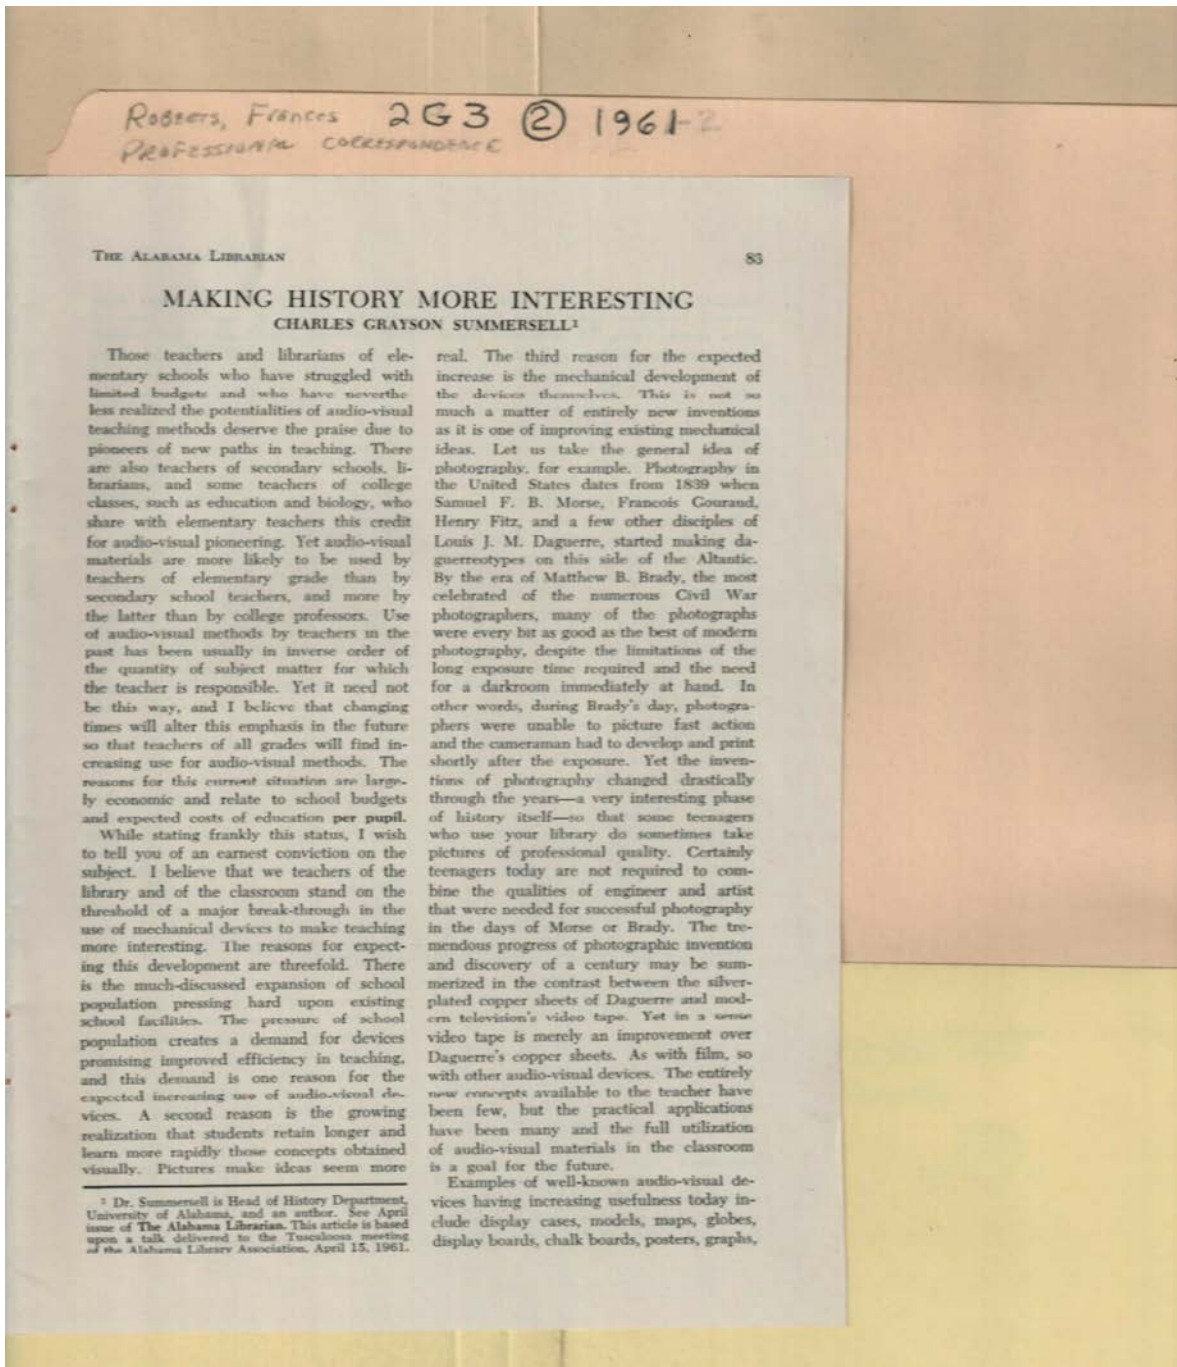 Roberts, Frances 2G3 ② 1961-2
PROFESSIONAL CORRESPONDENCE
THE ALABAMA LIBRARIAN 83
MAKING HISTORY MORE INTERESTING
CHARLES GRAYSON SUMMERSELL¹
Those teachers and librarians of ele-
mentary schools who have struggled with
limited budgets and who have neverthe
less realized the potentialities of audio-visual
teaching methods deserve the praise due to
pioneers of new paths in teaching. There
are also teachers of secondary schools, li-
brarians, and some teachers of college
classes, such as education and biology, who
share with elementary teachers this credit
for audio-visual pioneering. Yet audio-visual
materials are more likely to be used by
teachers of elementary grade than by
secondary school teachers, and more by
the latter than by college professors. Use
of audio-visual methods by teachers in the
past has been usually in inverse order of
the quantity of subject matter for which
the teacher is responsible. Yet it need not
be this way, and I believe that changing
times will alter this emphasis in the future
so that teachers of all grades will find in-
creasing use for audio-visual methods. The
reasons for this current situation are large-
ly economic and relate to school budgets
and expected costs of education per pupil.
While stating frankly this status, I wish
to tell you of an earnest conviction on the
subject. I believe that we teachers of the
library and of the classroom stand on the
threshold of a major break-through in the
use of mechanical devices to make teaching
more interesting. The reasons for expect-
ing this development are threefold. There
is the much-discussed expansion of school
population pressing hard upon existing
school facilities. The pressure of school
population creates a demand for devices
promising improved efficiency in teaching,
and this demand is one reason for the
expected increasing use of audio-visual de-
vices. A second reason is the growing
realization that students retain longer and
learn more rapidly those concepts obtained
visually. Pictures make ideas seem more
¹ Dr. Summersell is Head of History Department,
University of Alabama, and an author. See April
issue of The Alabama Librarian. This article is based
upon a talk delivered to the Tuscaloosa meeting
of the Alabama Library Association, April 15, 1961.
real. The third reason for the expected
increase is the mechanical development of
the devices themselves. This is not so
much a matter of entirely new inventions
as it is one of improving existing mechanical
ideas. Let us take the general idea of
photography, for example. Photography in
the United States dates from 1839 when
Samuel F. B. Morse, Francois Gouraud,
Henry Fitz, and a few other disciples of
Louis J. M. Daguerre, started making da-
guerreotypes on this side of the Altantic.
By the era of Matthew B. Brady, the most
celebrated of the numerous Civil War
photographers, many of the photographs
were every bit as good as the best of modern
photography, despite the limitations of the
long exposure time required and the need
for a darkroom immediately at hand. In
other words, during Brady's day, photogra-
phers were unable to picture fast action
and the cameraman had to develop and print
shortly after the exposure. Yet the inven-
tions of photography changed drastically
through the years—a very interesting phase
of history itself—so that some teenagers
who use your library do sometimes take
pictures of professional quality. Certainly
teenagers today are not required to com-
bine the qualities of engineer and artist
that were needed for successful photography
in the days of Morse or Brady. The tre-
mendous progress of photographic invention
and discovery of a century may be sum-
merized in the contrast between the silver-
plated copper sheets of Daguerre and mod-
ern television's video tape. Yet in a sense
video tape is merely an improvement over
Daguerre's copper sheets. As with film, so
with other audio-visual devices. The entirely
new concepts available to the teacher have
been few, but the practical applications
have been many and the full utilization
of audio-visual materials in the classroom
is a goal for the future.
Examples of well-known audio-visual de-
vices having increasing usefulness today in-
clude display cases, models, maps, globes,
display boards, chalk boards, posters, graphs,